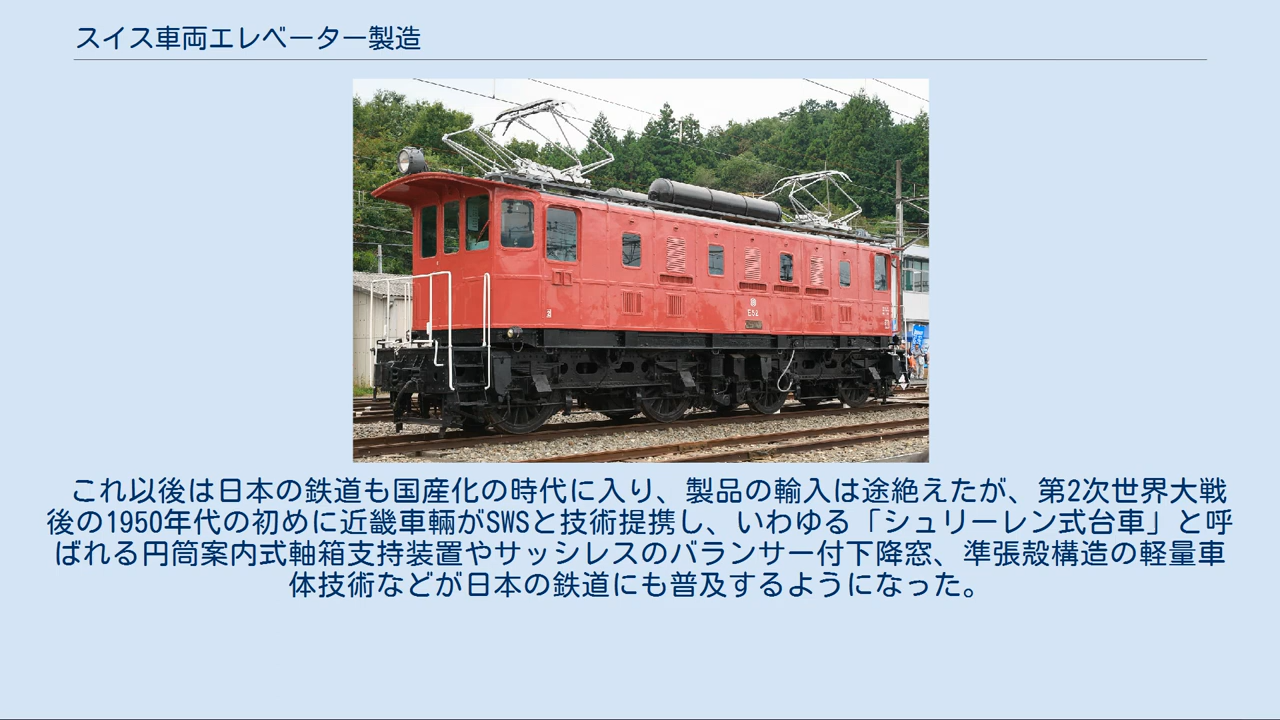 スイス車両エレベーター製造
E52
これ以後は日本の鉄道も国産化の時代に入り、製品の輸入は途絶えたが、第2次世界大戦
後の1950年代の初めに近畿車輛がSWSと技術提携し、いわゆる「シュリーレン式台車」と呼
ばれる円筒案内式軸箱支持装置やサッシレスのバランサー付下降窓、準張殻構造の軽量車
体技術などが日本の鉄道にも普及するようになった。